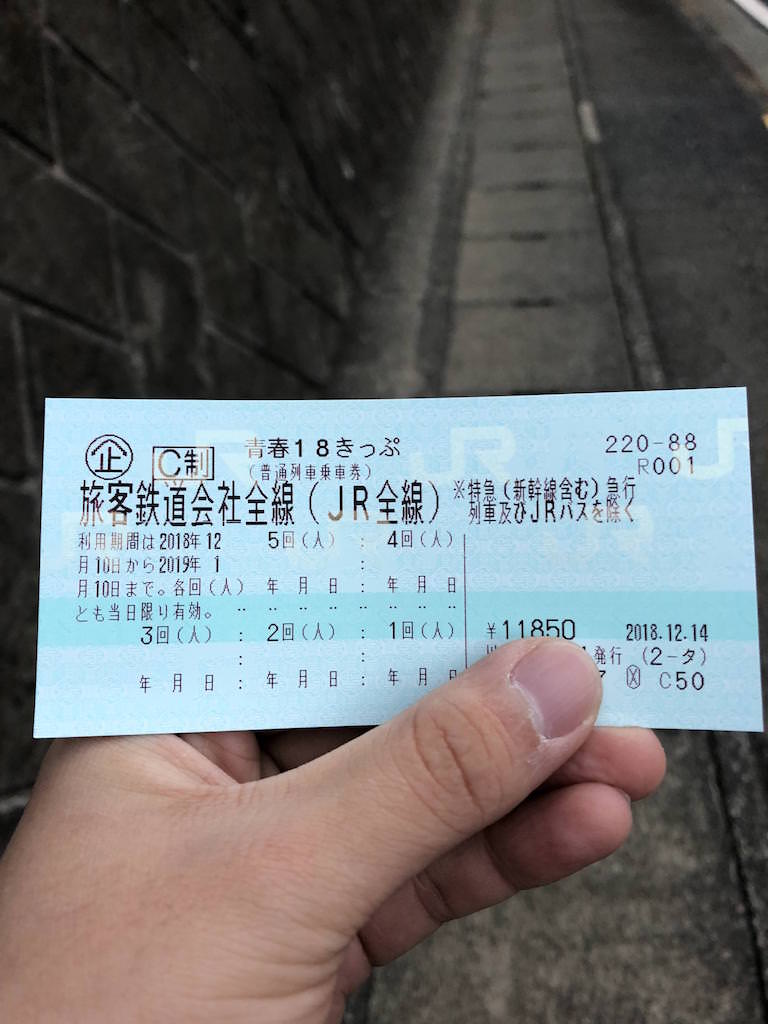 企 C制 青春18きっぷ 220-88
(普通列車乗車券) R001
旅客鉄道会社全線(JR全線) ※特急(新幹線含む)急行
列車及びJRバスを除く
利用期間は2018年12 5回(人) : 4回(人)
月10日から2019年 1 : :
月10日まで。各回(人) 年 月 日 : 年 月 日
とも当日限り有効。
3回(人) : 2回(人) : 1回(人) ¥11850 2018.12.14
: : 発行 (2-タ)
年 月 日 : 年 月 日 : 年 月 C50
JR